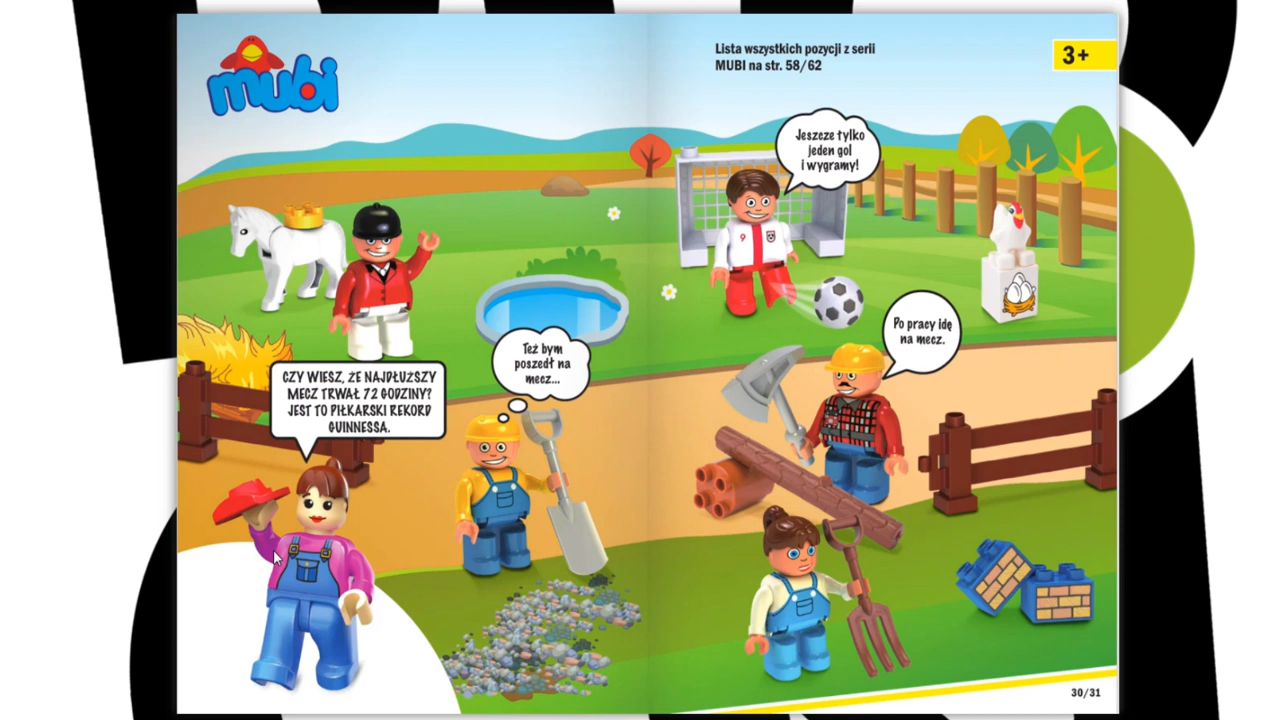 mubi
Lista wszystkich pozycji z serii
MUBI na str. 58/62
3+
Jeszcze tylko
jeden gol
i wygramy!
9
Po pracy idę
na mecz.
Też bym
poszedł na
mecz...
CZY WIESZ, ŻE NAJDŁUŻSZY
MECZ TRWAŁ 72 GODZINY?
JEST TO PIŁKARSKI REKORD
GUINNESSA.
30/31